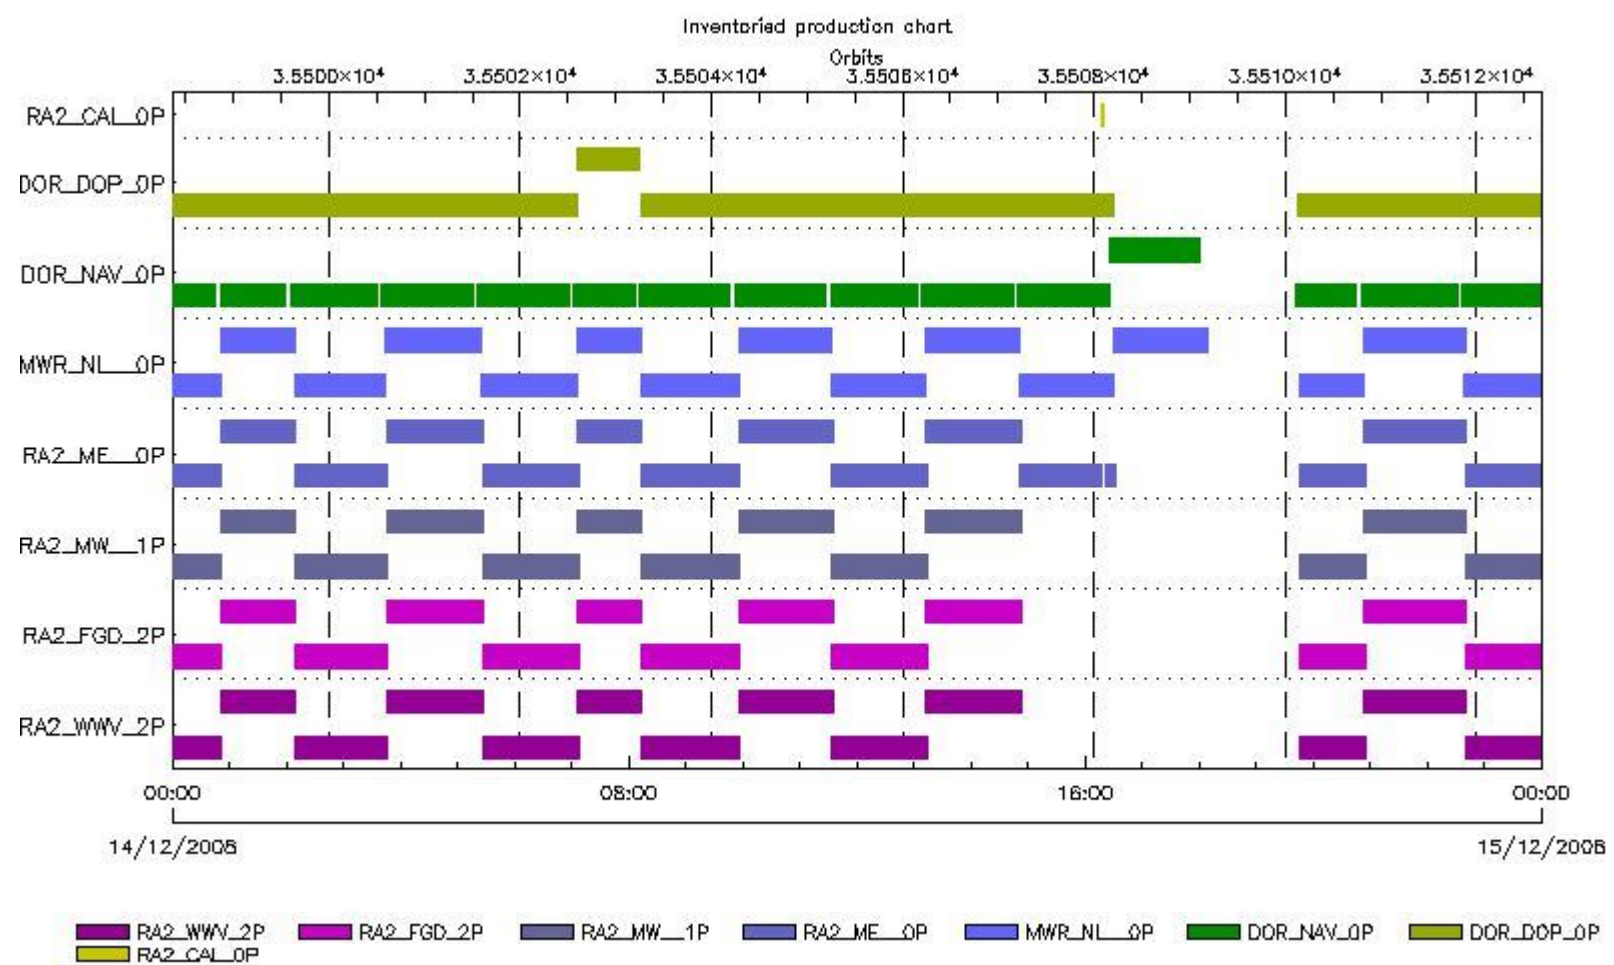 Inventoried production chart
Orbits
3.5500×10⁴ 3.5502×10⁴ 3.5504×10⁴ 3.5506×10⁴ 3.5508×10⁴ 3.5510×10⁴ 3.5512×10⁴
RA2_CAL_0P
DOR_DOP_0P
DOR_NAV_0P
MWR_NL__0P
RA2_ME__0P
RA2_MW__1P
RA2_FGD_2P
RA2_WWV_2P
00:00 08:00 16:00 00:00
14/12/2008 15/12/2008
RA2_WWV_2P RA2_FGD_2P RA2_MW__1P RA2_ME__0P MWR_NL__0P DOR_NAV_0P DOR_DOP_0P
RA2_CAL_0P